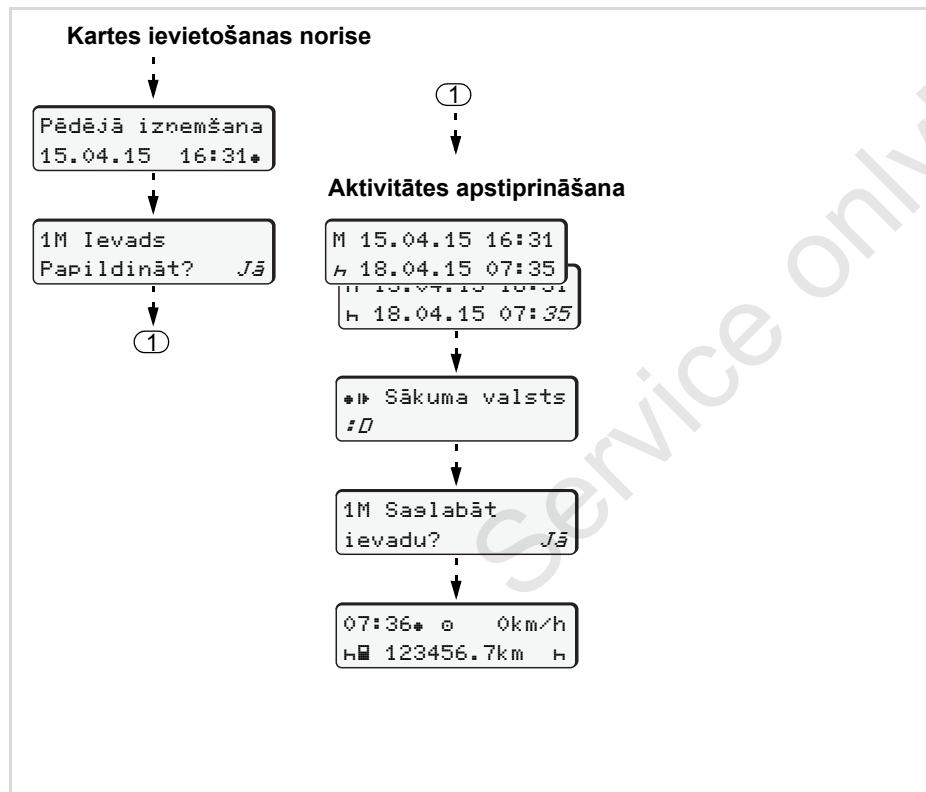 Kartes ievietošanas norise
Pēdējā izņemšana
15.04.15 16:31
1M Ievads
Papildināt? Jā
1
1
Aktivitātes apstiprināšana
M 15.04.15 16:31
18.04.15 07:35
18.04.15 07:35
Sākuma valsts
:D
1M Saglabāt
ievadu? Jā
07:36 0km/h
123456.7km
Service only